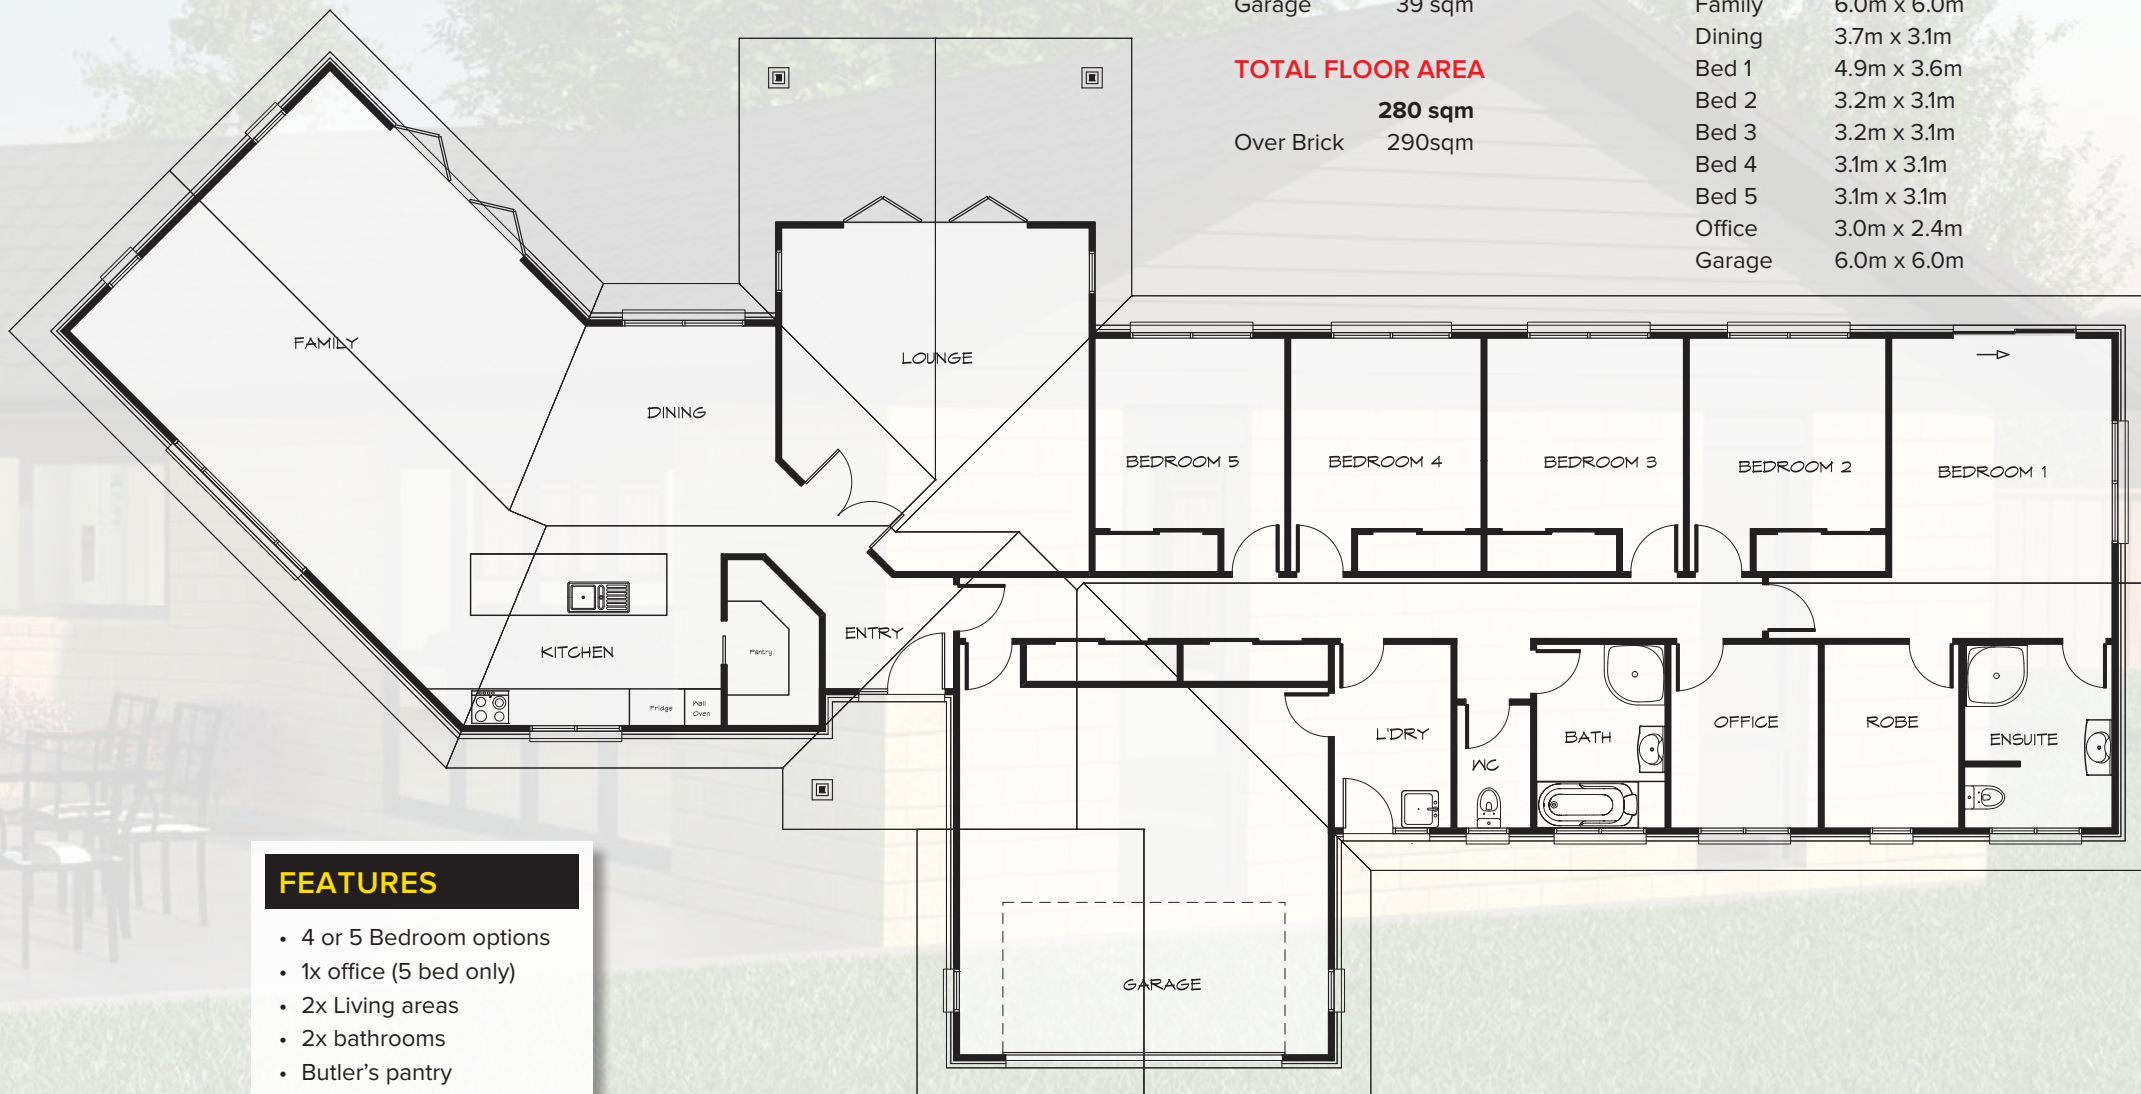 Garage 39 sqm
TOTAL FLOOR AREA
280 sqm
Over Brick 290sqm
Family 6.0m x 6.0m
Dining 3.7m x 3.1m
Bed 1 4.9m x 3.6m
Bed 2 3.2m x 3.1m
Bed 3 3.2m x 3.1m
Bed 4 3.1m x 3.1m
Bed 5 3.1m x 3.1m
Office 3.0m x 2.4m
Garage 6.0m x 6.0m
FAMILY
LOUNGE
DINING
BEDROOM 5
BEDROOM 4
BEDROOM 3
BEDROOM 2
BEDROOM 1
ENTRY
KITCHEN
Pantry
Fridge
Wall
Oven
L'DRY
WC
BATH
OFFICE
ROBE
ENSUITE
GARAGE
FEATURES
• 4 or 5 Bedroom options
• 1x office (5 bed only)
• 2x Living areas
• 2x bathrooms
• Butler's pantry